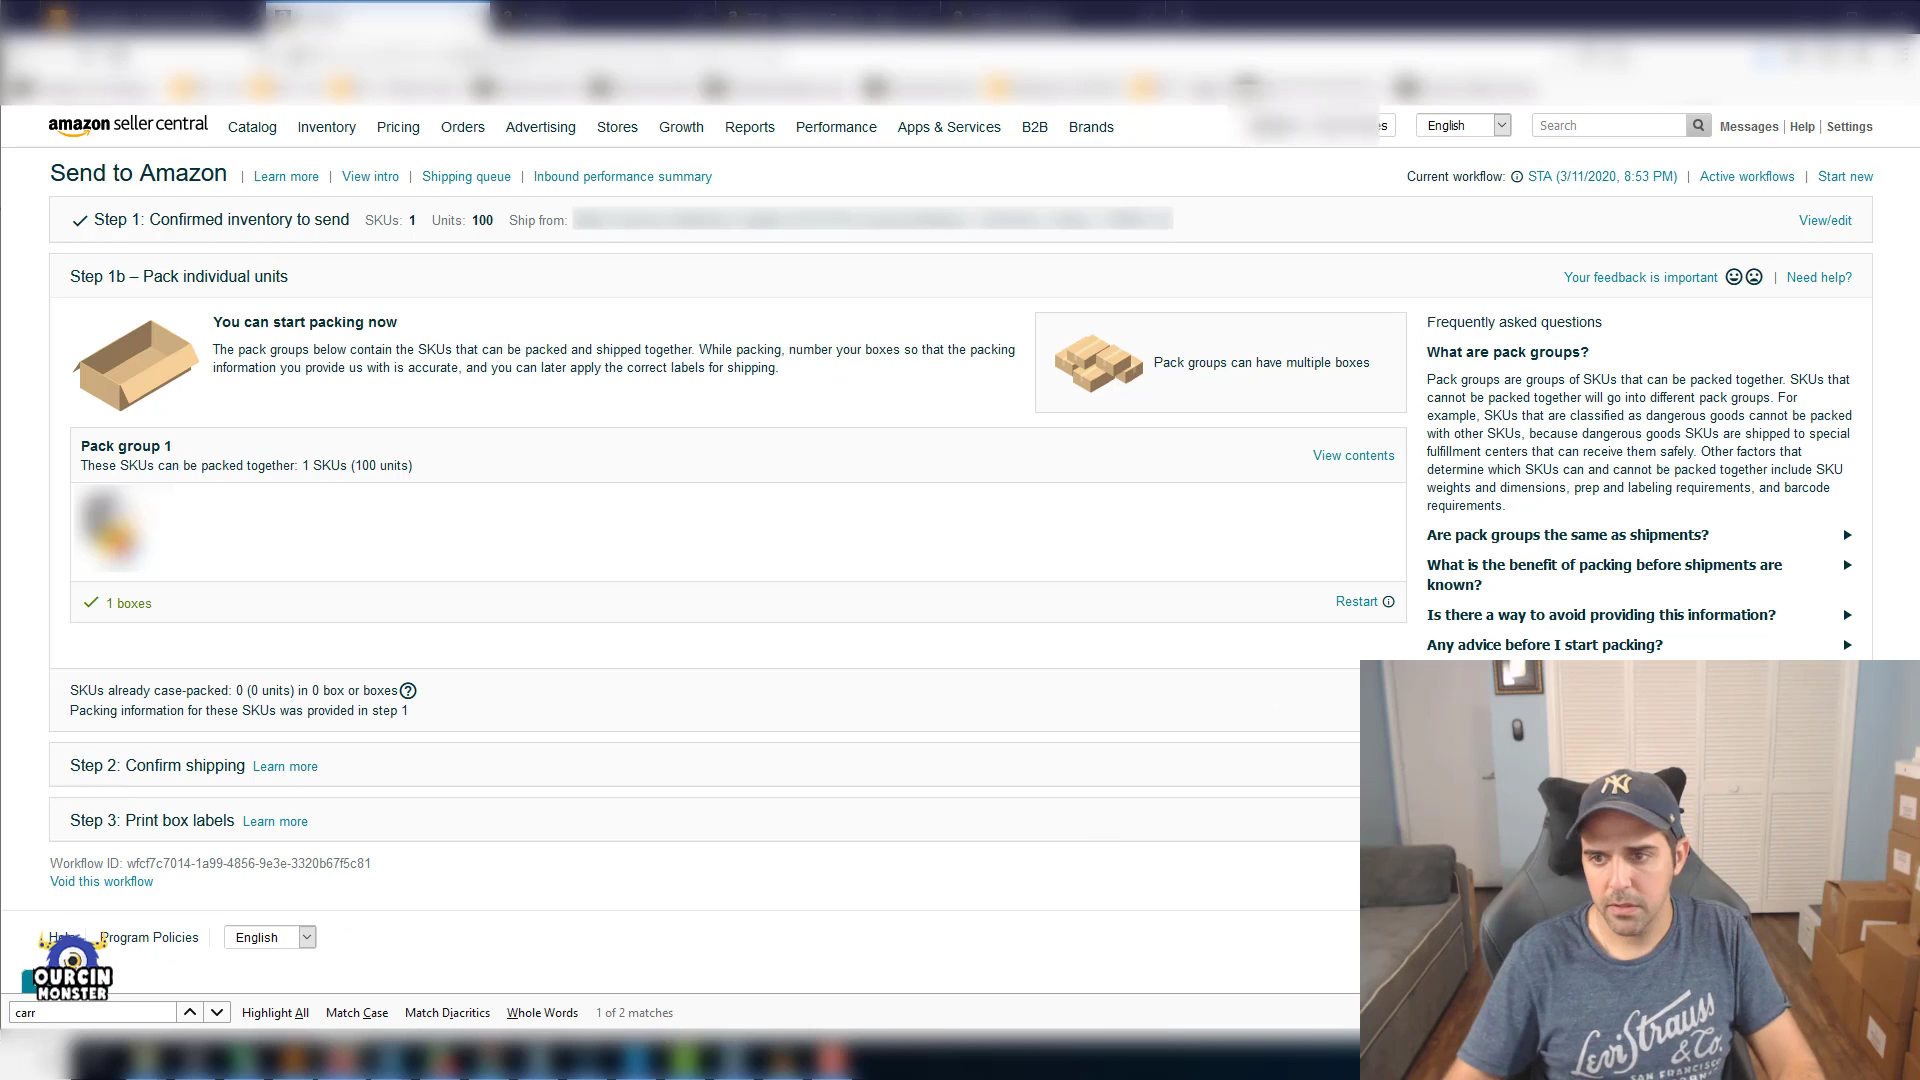 amazon seller central
Catalog
Inventory
Pricing
Orders
Advertising
Stores
Growth
Reports
Performance
Apps & Services
B2B
Brands
English
Search
Messages | Help | Settings
Send to Amazon | Learn more | View intro | Shipping queue | Inbound performance summary
Current workflow: STA (3/11/2020, 8:53 PM) | Active workflows | Start new
Step 1: Confirmed inventory to send SKUs: 1 Units: 100 Ship from:
View/edit
Step 1b – Pack individual units
Your feedback is important | Need help?
You can start packing now
The pack groups below contain the SKUs that can be packed and shipped together. While packing, number your boxes so that the packing
information you provide us with is accurate, and you can later apply the correct labels for shipping.
Pack groups can have multiple boxes
Pack group 1
These SKUs can be packed together: 1 SKUs (100 units)
View contents
1 boxes
Restart
Frequently asked questions
What are pack groups?
Pack groups are groups of SKUs that can be packed together. SKUs that
cannot be packed together will go into different pack groups. For
example, SKUs that are classified as dangerous goods cannot be packed
with other SKUs, because dangerous goods SKUs are shipped to special
fulfillment centers that can receive them safely. Other factors that
determine which SKUs can and cannot be packed together include SKU
weights and dimensions, prep and labeling requirements, and barcode
requirements.
Are pack groups the same as shipments?
What is the benefit of packing before shipments are
known?
Is there a way to avoid providing this information?
Any advice before I start packing?
SKUs already case-packed: 0 (0 units) in 0 box or boxes
Packing information for these SKUs was provided in step 1
Step 2: Confirm shipping Learn more
Step 3: Print box labels Learn more
Workflow ID: wfcf7c7014-1a99-4856-9e3e-3320b67f5c81
Void this workflow
Help
Program Policies
English
OURCIN
MONSTER
carr
Highlight All
Match Case
Match Diacritics
Whole Words
1 of 2 matches
NY
Levi Strauss
& Co.
SAN FRANCISCO